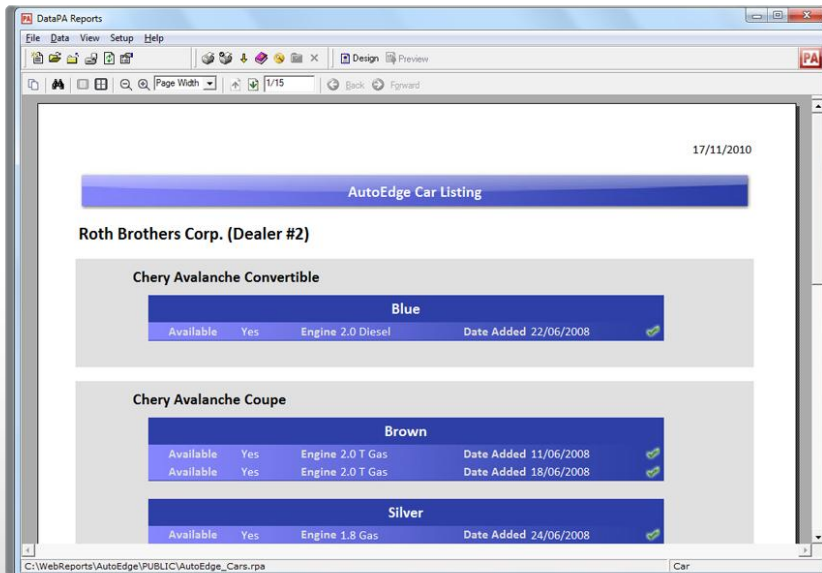 PA DataPA Reports
File Data View Setup Help
Design Preview
PA
Page Width 1/15 Back Forward
17/11/2010
AutoEdge Car Listing
Roth Brothers Corp. (Dealer #2)
Chery Avalanche Convertible
Blue
Available Yes Engine 2.0 Diesel Date Added 22/06/2008
Chery Avalanche Coupe
Brown
Available Yes Engine 2.0 T Gas Date Added 11/06/2008
Available Yes Engine 2.0 T Gas Date Added 18/06/2008
Silver
Available Yes Engine 1.8 Gas Date Added 24/06/2008
C:\WebReports\AutoEdge\PUBLIC\AutoEdge_Cars.rpa Car